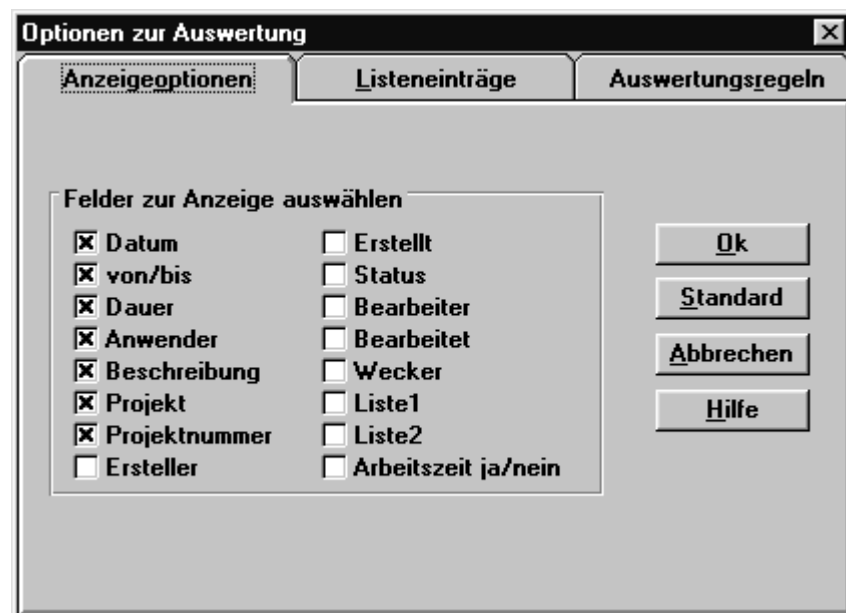 Optionen zur Auswertung
Anzeigeoptionen Listeneinträge Auswertungsregeln
Felder zur Anzeige auswählen
Datum Erstellt
von/bis Status
Dauer Bearbeiter
Anwender Bearbeitet
Beschreibung Wecker
Projekt Liste1
Projektnummer Liste2
Ersteller Arbeitszeit ja/nein
Ok
Standard
Abbrechen
Hilfe